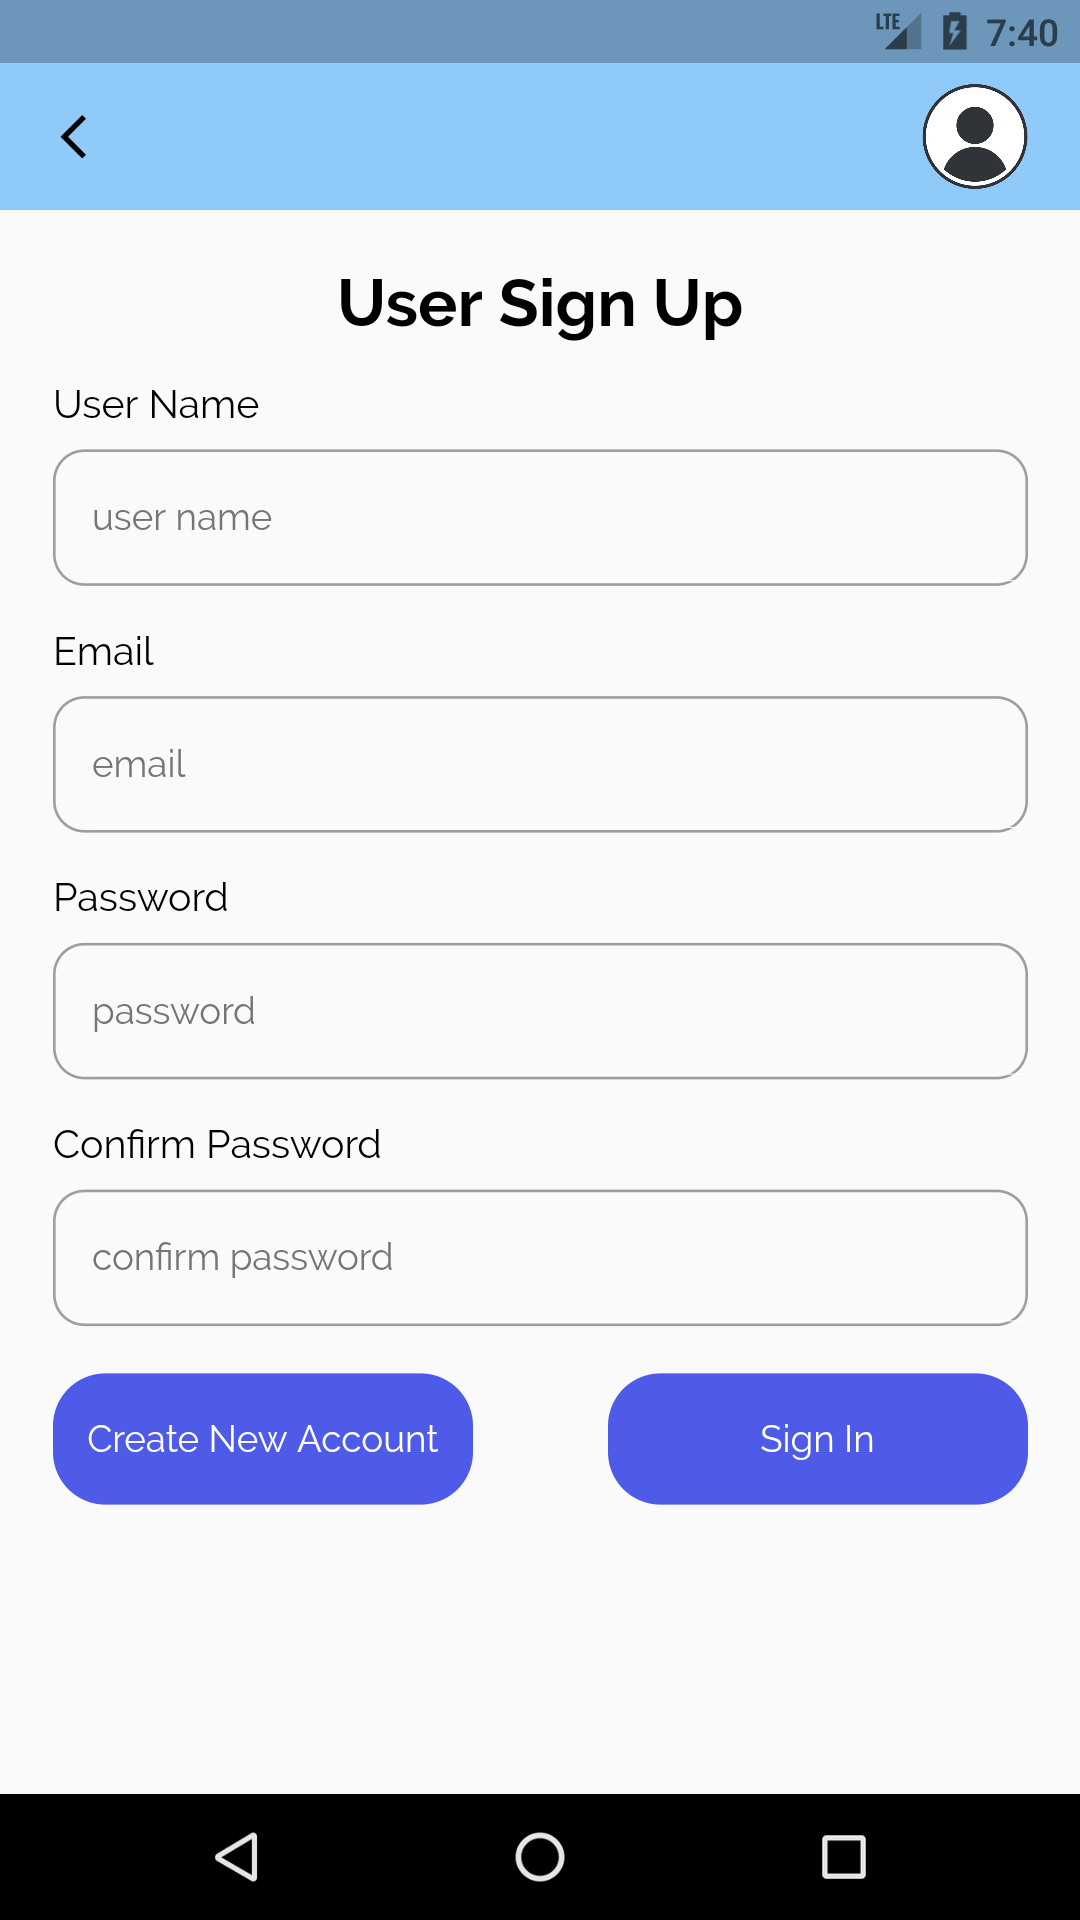 LTE 7:40
User Sign Up
User Name
user name
Email
email
Password
password
Confirm Password
confirm password
Create New Account Sign In